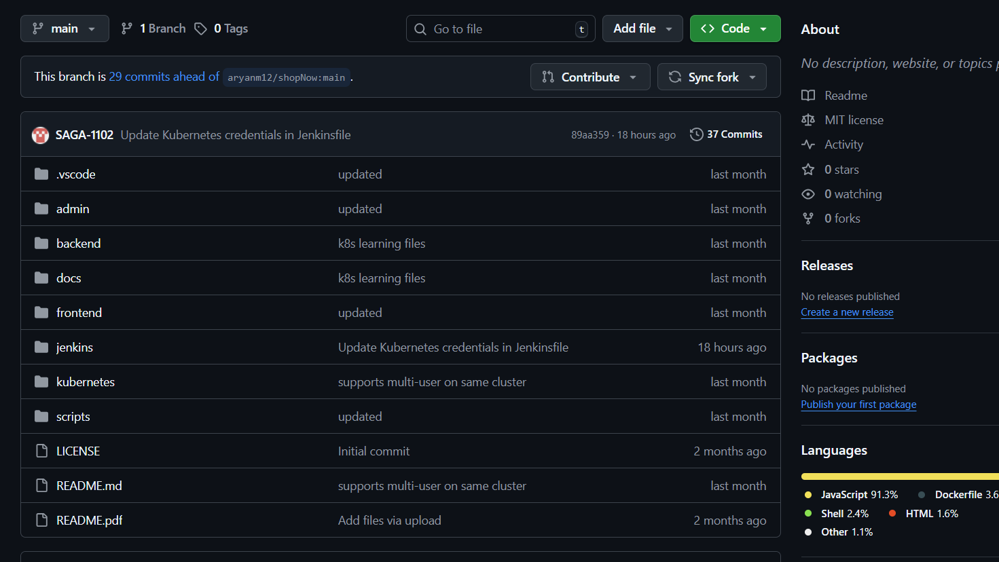 main 1 Branch 0 Tags Go to file t Add file Code
This branch is 29 commits ahead of aryanm12/shopNow:main . Contribute Sync fork
SAGA-1102 Update Kubernetes credentials in Jenkinsfile 89aa359 · 18 hours ago 37 Commits
.vscode updated last month
admin updated last month
backend k8s learning files last month
docs k8s learning files last month
frontend updated last month
jenkins Update Kubernetes credentials in Jenkinsfile 18 hours ago
kubernetes supports multi-user on same cluster last month
scripts updated last month
LICENSE Initial commit 2 months ago
README.md supports multi-user on same cluster last month
README.pdf Add files via upload 2 months ago
About
No description, website, or topics
Readme
MIT license
Activity
0 stars
0 watching
0 forks
Releases
No releases published
Create a new release
Packages
No packages published
Publish your first package
Languages
JavaScript 91.3% Dockerfile 3.6
Shell 2.4% HTML 1.6%
Other 1.1%